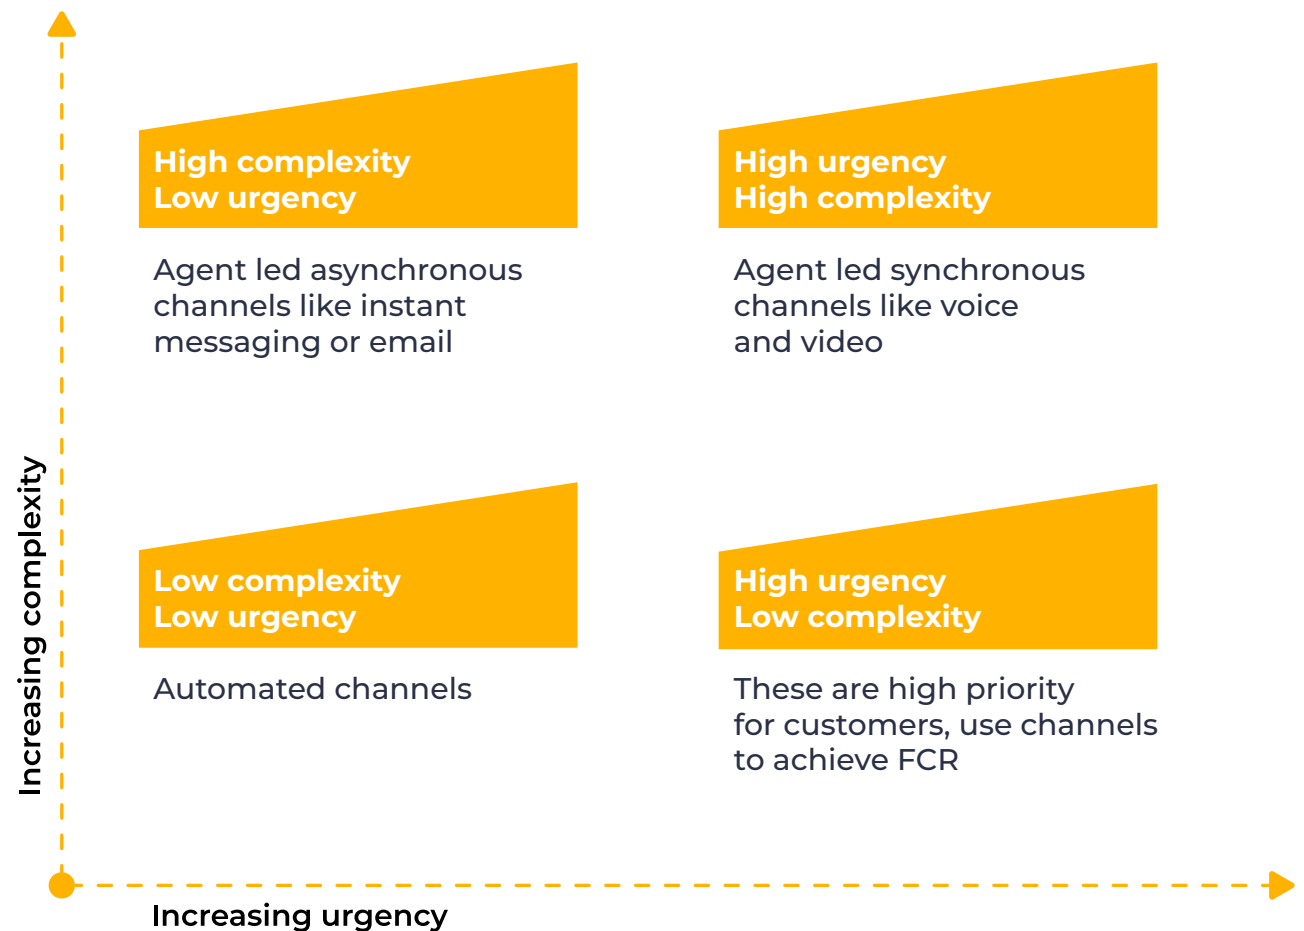 High complexity
Low urgency
Agent led asynchronous
channels like instant
messaging or email
High urgency
High complexity
Agent led synchronous
channels like voice
and video
Low complexity
Low urgency
Automated channels
High urgency
Low complexity
These are high priority
for customers, use channels
to achieve FCR
Increasing complexity
Increasing urgency